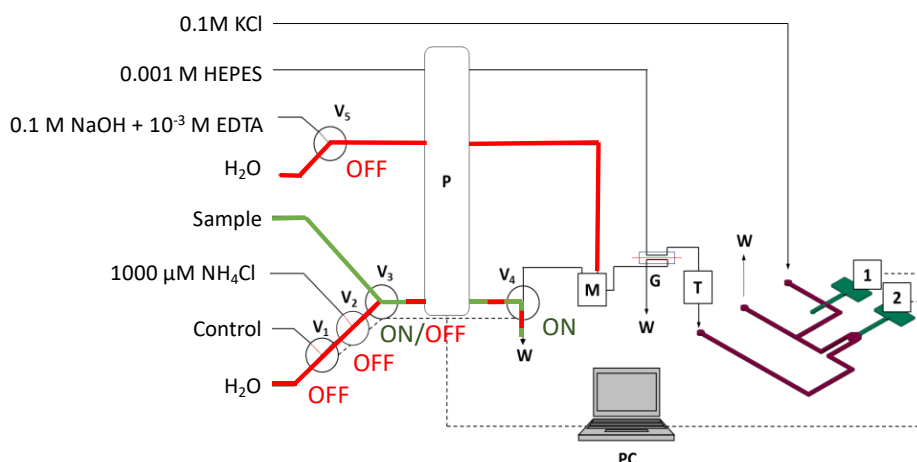 0.1M KCl
0.001 M HEPES
V5
0.1 M NaOH + 10-3 M EDTA
H2O
OFF
P
Sample
W
1
V3
V4
G
T
2
1000 µM NH4Cl
V2
M
Control
V1
ON/OFF
ON
W
W
H2O
OFF
OFF
PC